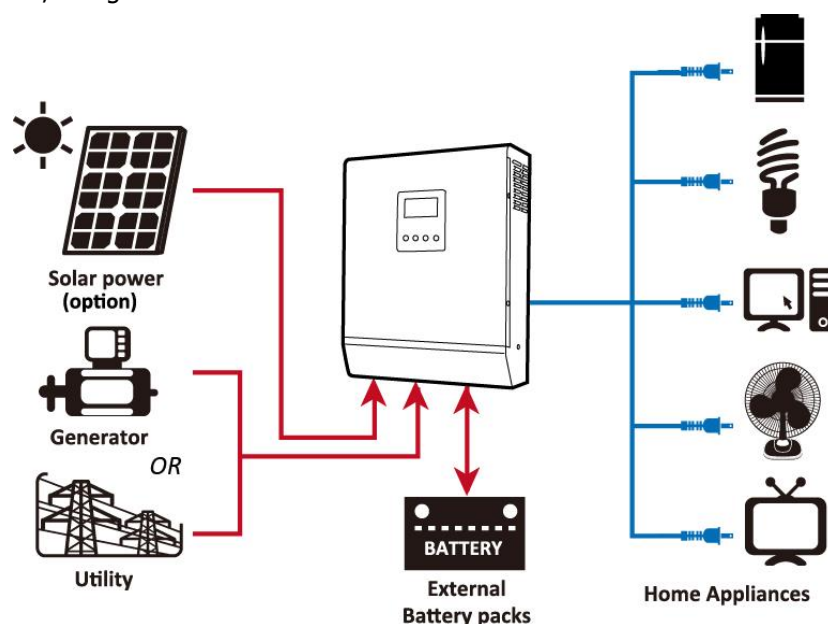 Solar power
(option)
Generator
OR
Utility
BATTERY
External
Battery packs
Home Appliances